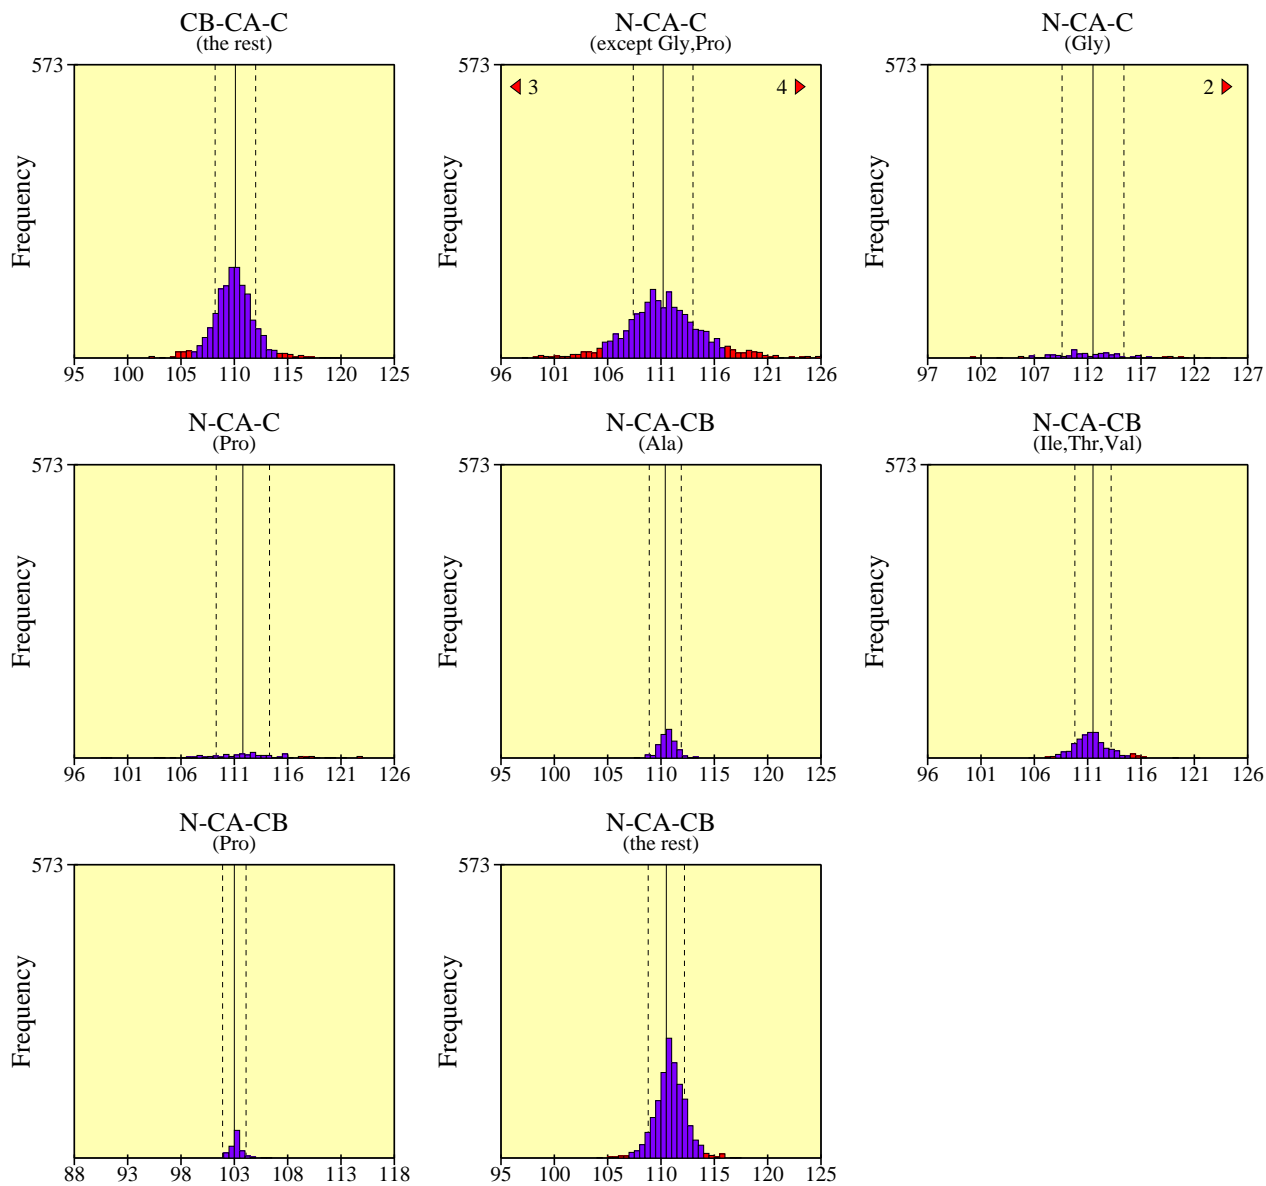 CB-CA-C
(the rest)
573
Frequency
95 100 105 110 115 120 125
N-CA-C
(except Gly,Pro)
573
3
4
Frequency
96 101 106 111 116 121 126
N-CA-C
(Gly)
573
2
Frequency
97 102 107 112 117 122 127
N-CA-C
(Pro)
573
Frequency
96 101 106 111 116 121 126
N-CA-CB
(Ala)
573
Frequency
95 100 105 110 115 120 125
N-CA-CB
(Ile,Thr,Val)
573
Frequency
96 101 106 111 116 121 126
N-CA-CB
(Pro)
573
Frequency
88 93 98 103 108 113 118
N-CA-CB
(the rest)
573
Frequency
95 100 105 110 115 120 125